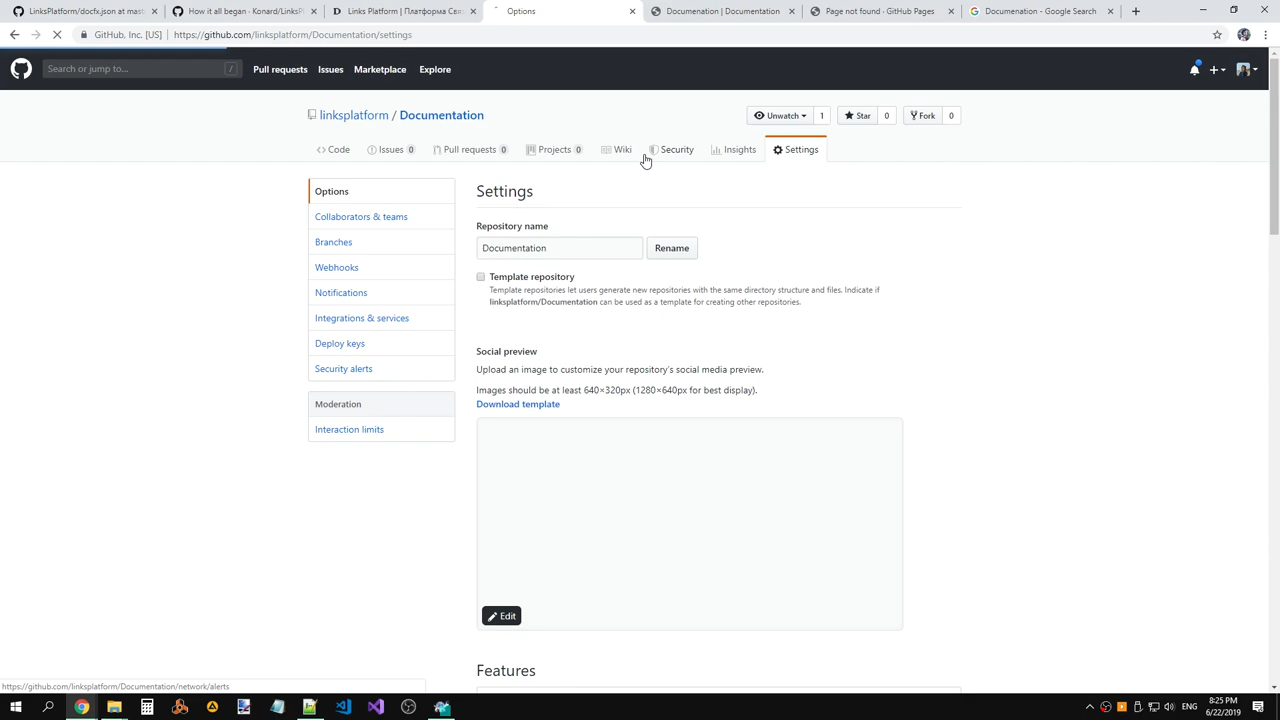 LinksPlatform/docfx.json at mast
How it all began - Konard/LinksP
Links Platform | Платформа Свя
Options
Documentation | Documentation
Page not found · GitHub Pages
Documenation - Google Search
GitHub, Inc. [US] | https://github.com/linksplatform/Documentation/settings
Search or jump to...
/
Pull requests
Issues
Marketplace
Explore
linksplatform / Documentation
Unwatch 1
Star 0
Fork 0
Code
Issues 0
Pull requests 0
Projects 0
Wiki
Security
Insights
Settings
Options
Collaborators & teams
Branches
Webhooks
Notifications
Integrations & services
Deploy keys
Security alerts
Moderation
Interaction limits
Settings
Repository name
Documentation
Rename
Template repository
Template repositories let users generate new repositories with the same directory structure and files. Indicate if
linksplatform/Documentation can be used as a template for creating other repositories.
Social preview
Upload an image to customize your repository's social media preview.
Images should be at least 640×320px (1280×640px for best display).
Download template
Edit
Features
https://github.com/linksplatform/Documentation/network/alerts
ENG
8:25 PM
6/22/2019